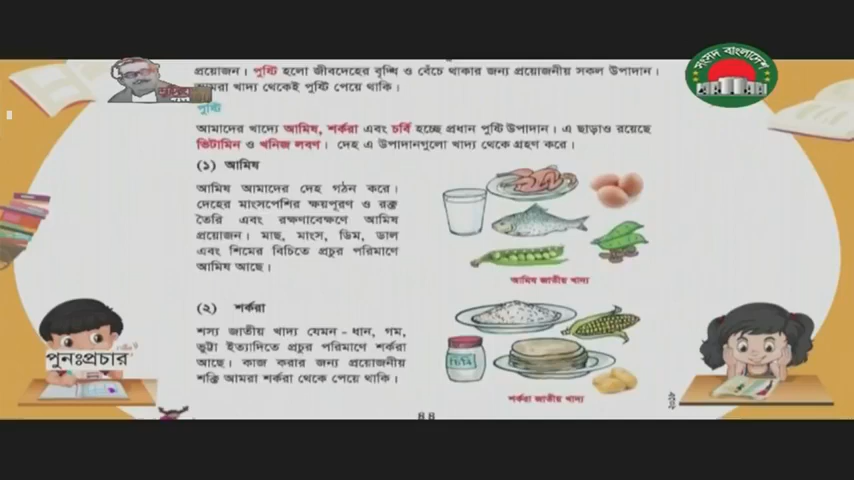 প্রয়োজন। পুষ্টি হলো জীবদেহের বৃদ্ধি ও বেঁচে থাকার জন্য প্রয়োজনীয় সকল উপাদান।
আমরা খাদ্য থেকেই পুষ্টি পেয়ে থাকি।
সংসদ বাংলাদেশ
পুষ্টি
আমাদের খাদ্যে আমিষ, শর্করা এবং চর্বি হচ্ছে প্রধান পুষ্টি উপাদান। এ ছাড়াও রয়েছে
ভিটামিন ও খনিজ লবণ। দেহ এ উপাদানগুলো খাদ্য থেকে গ্রহণ করে।
(১) আমিষ
আমিষ আমাদের দেহ গঠন করে।
দেহের মাংসপেশির ক্ষয়পূরণ ও রক্ত
তৈরি এবং রক্ষণাবেক্ষণে আমিষ
প্রয়োজন। মাছ, মাংস, ডিম, ডাল
এবং শিমের বিচিতে প্রচুর পরিমাণে
আমিষ আছে।
আমিষ জাতীয় খাদ্য
(২) শর্করা
শস্য জাতীয় খাদ্য যেমন - ধান, গম,
ভুট্টা ইত্যাদিতে প্রচুর পরিমাণে শর্করা
আছে। কাজ করার জন্য প্রয়োজনীয়
শক্তি আমরা শর্করা থেকে পেয়ে থাকি।
শর্করা জাতীয় খাদ্য
পুনঃপ্রচার
৪৪